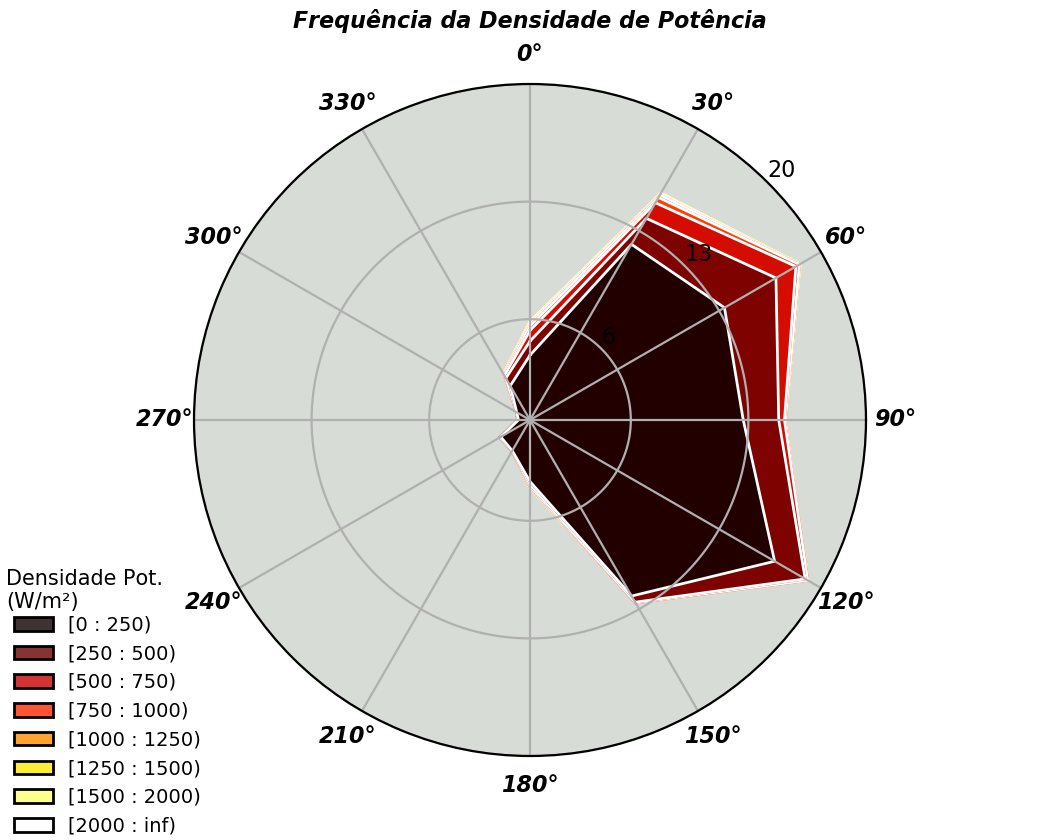 Frequência da Densidade de Potência
0°
330°
30°
20
300°
60°
13
6
270°
90°
240°
120°
210°
150°
180°
Densidade Pot.
(W/m²)
[0 : 250)
[250 : 500)
[500 : 750)
[750 : 1000)
[1000 : 1250)
[1250 : 1500)
[1500 : 2000)
[2000 : inf)